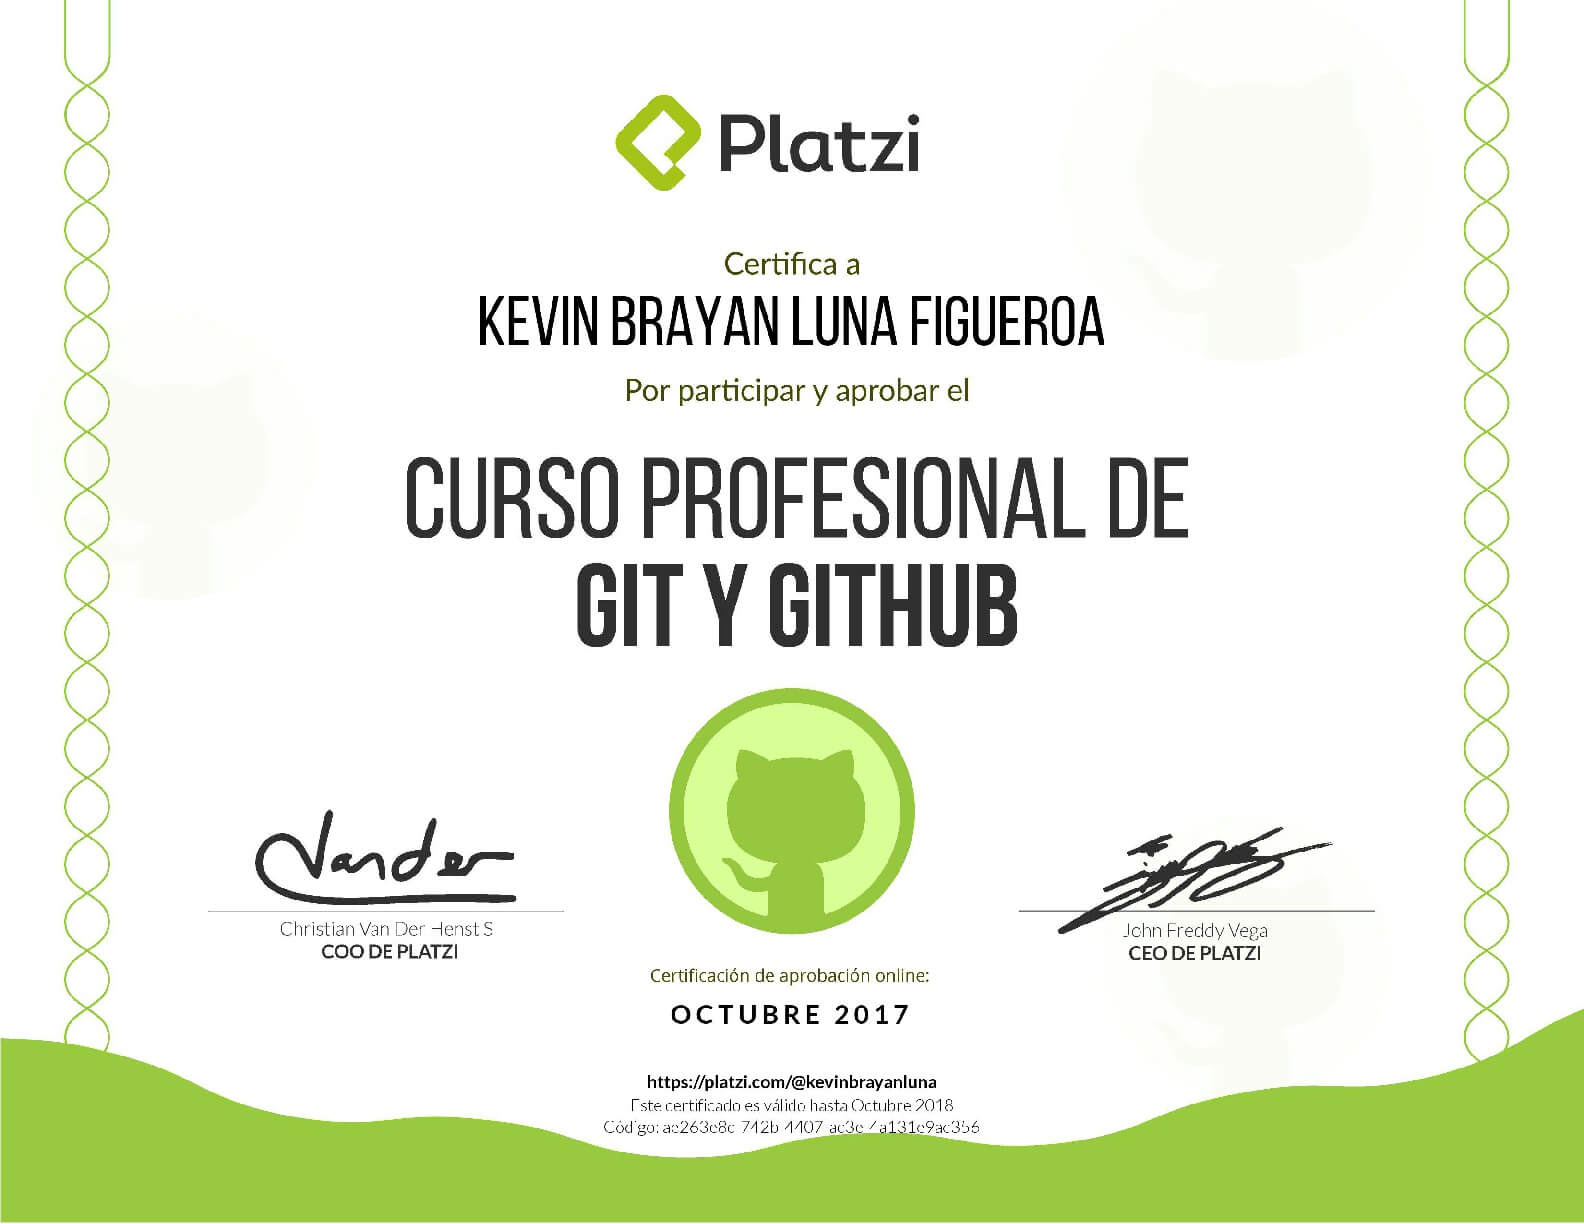 Platzi
Certifica a
KEVIN BRAYAN LUNA FIGUEROA
Por participar y aprobar el
CURSO PROFESIONAL DE
GIT Y GITHUB
Vander
Christian Van Der Henst S
COO DE PLATZI
John Freddy Vega
CEO DE PLATZI
Certificación de aprobación online:
OCTUBRE 2017
https://platzi.com/@kevinbrayanluna
Este certificado es válido hasta Octubre 2018
Código: